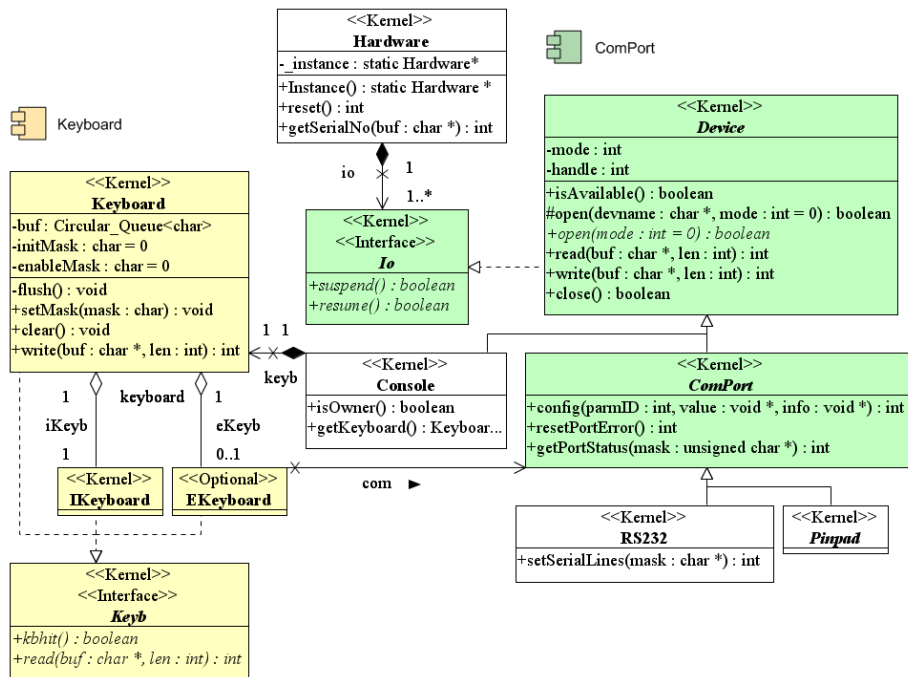 <<Kernel>>
Hardware
-_instance : static Hardware*
+Instance() : static Hardware *
+reset() : int
+getSerialNo(buf : char *) : int
ComPort
Keyboard
<<Kernel>>
Device
-mode : int
-handle : int
+isAvailable() : boolean
#open(devname : char *, mode : int = 0) : boolean
+open(mode : int = 0) : boolean
+read(buf : char *, len : int) : int
+write(buf : char *, len : int) : int
+close() : boolean
io
1
1..*
<<Kernel>>
Keyboard
-buf : Circular_Queue<char>
-initMask : char = 0
-enableMask : char = 0
-flush() : void
+setMask(mask : char) : void
+clear() : void
+write(buf : char *, len : int) : int
<<Kernel>>
<<Interface>>
Io
+suspend() : boolean
+resume() : boolean
1
1
keyb
<<Kernel>>
Console
+isOwner() : boolean
+getKeyboard() : Keyboar...
<<Kernel>>
ComPort
+config(parmID : int, value : void *, info : void *) : int
+resetPortError() : int
+getPortStatus(mask : unsigned char *) : int
1
keyboard
1
iKeyb
eKeyb
1
0..1
<<Kernel>>
IKeyboard
<<Optional>>
EKeyboard
com ►
<<Kernel>>
RS232
+setSerialLines(mask : char *) : int
<<Kernel>>
Pinpad
<<Kernel>>
<<Interface>>
Keyb
+kbhit() : boolean
+read(buf : char *, len : int) : int